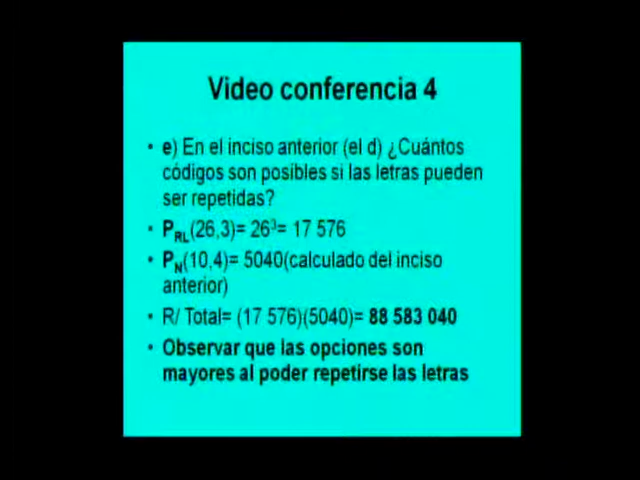 Video conferencia 4
• e) En el inciso anterior (el d) ¿Cuántos
códigos son posibles si las letras pueden
ser repetidas?
• PRL(26,3)= 26³= 17 576
• PN(10,4)= 5040(calculado del inciso
anterior)
• R/ Total= (17 576)(5040)= 88 583 040
• Observar que las opciones son
mayores al poder repetirse las letras